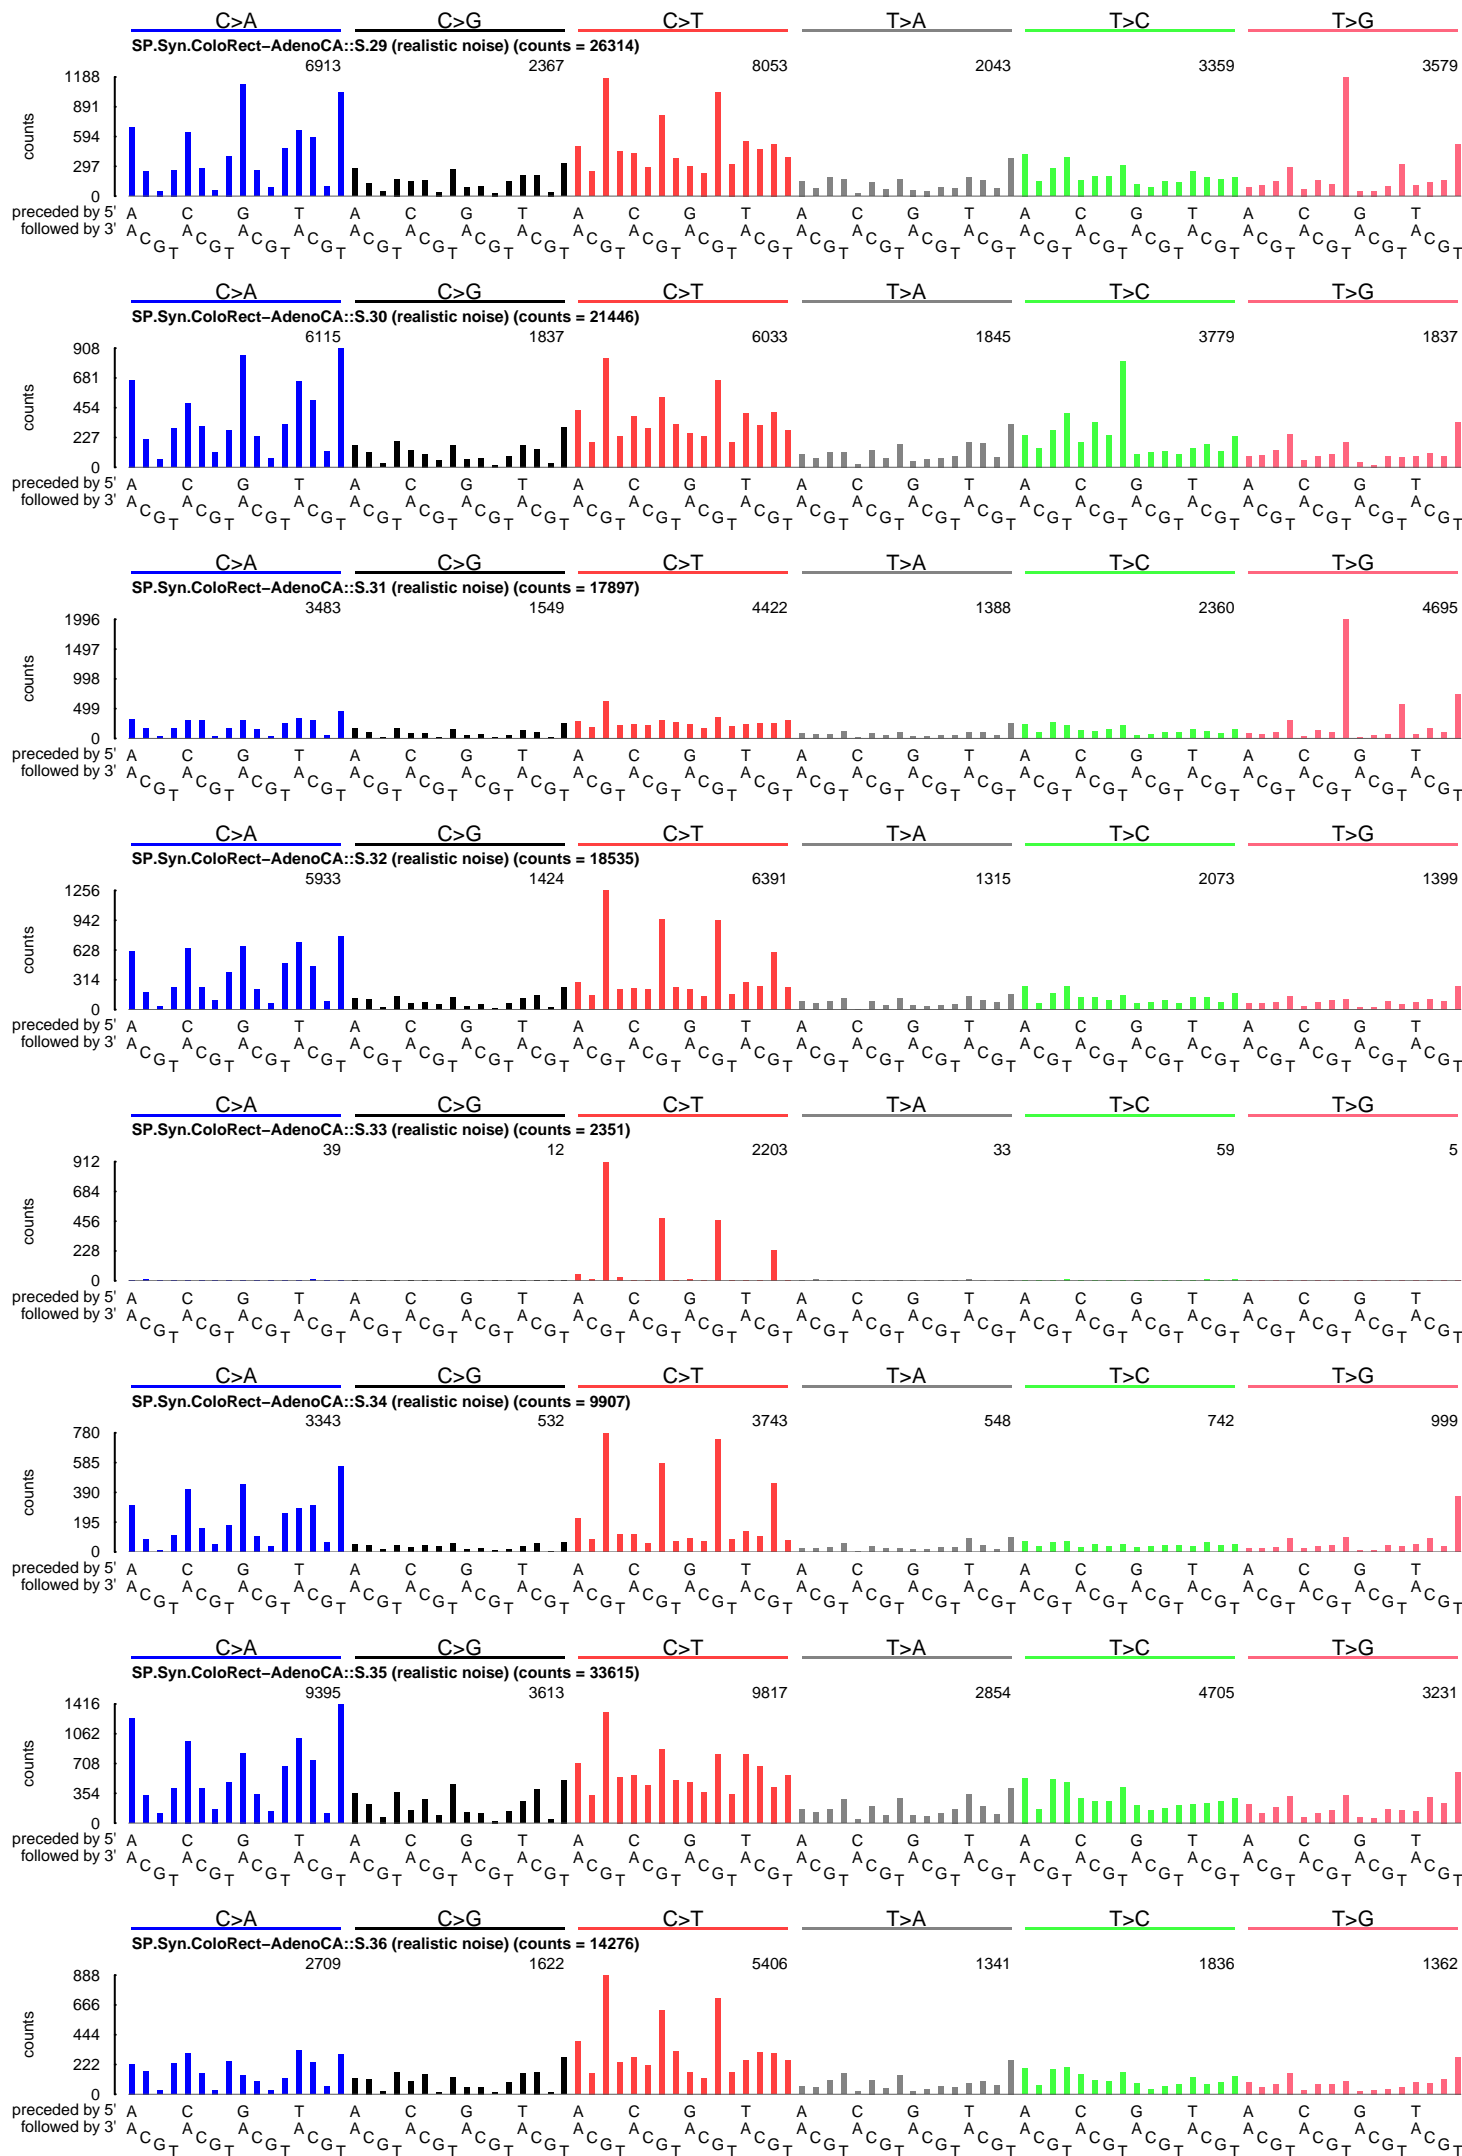 C>A C>G C>T T>A T>C T>G
SP.Syn.ColoRect−AdenoCA::S.29 (realistic noise) (counts = 26314)
6913 2367 8053 2043 3359 3579
1188
891
594
297
0
counts
preceded by 5' A C G T A C G T A C G T A C G T A C G T A C G T
followed by 3' A C G T A C G T A C G T A C G T A C G T A C G T A C G T A C G T A C G T A C G T A C G T A C G T A C G T A C G T A C G T A C G T A C G T A C G T A C G T A C G T A C G T A C G T A C G T A C G T
C>A C>G C>T T>A T>C T>G
SP.Syn.ColoRect−AdenoCA::S.30 (realistic noise) (counts = 21446)
6115 1837 6033 1845 3779 1837
908
681
454
227
0
counts
preceded by 5' A C G T A C G T A C G T A C G T A C G T A C G T
followed by 3' A C G T A C G T A C G T A C G T A C G T A C G T A C G T A C G T A C G T A C G T A C G T A C G T A C G T A C G T A C G T A C G T A C G T A C G T A C G T A C G T A C G T A C G T A C G T A C G T
C>A C>G C>T T>A T>C T>G
SP.Syn.ColoRect−AdenoCA::S.31 (realistic noise) (counts = 17897)
3483 1549 4422 1388 2360 4695
1996
1497
998
499
0
counts
preceded by 5' A C G T A C G T A C G T A C G T A C G T A C G T
followed by 3' A C G T A C G T A C G T A C G T A C G T A C G T A C G T A C G T A C G T A C G T A C G T A C G T A C G T A C G T A C G T A C G T A C G T A C G T A C G T A C G T A C G T A C G T A C G T A C G T
C>A C>G C>T T>A T>C T>G
SP.Syn.ColoRect−AdenoCA::S.32 (realistic noise) (counts = 18535)
5933 1424 6391 1315 2073 1399
1256
942
628
314
0
counts
preceded by 5' A C G T A C G T A C G T A C G T A C G T A C G T
followed by 3' A C G T A C G T A C G T A C G T A C G T A C G T A C G T A C G T A C G T A C G T A C G T A C G T A C G T A C G T A C G T A C G T A C G T A C G T A C G T A C G T A C G T A C G T A C G T A C G T
C>A C>G C>T T>A T>C T>G
SP.Syn.ColoRect−AdenoCA::S.33 (realistic noise) (counts = 2351)
39 12 2203 33 59 5
912
684
456
228
0
counts
preceded by 5' A C G T A C G T A C G T A C G T A C G T A C G T
followed by 3' A C G T A C G T A C G T A C G T A C G T A C G T A C G T A C G T A C G T A C G T A C G T A C G T A C G T A C G T A C G T A C G T A C G T A C G T A C G T A C G T A C G T A C G T A C G T A C G T
C>A C>G C>T T>A T>C T>G
SP.Syn.ColoRect−AdenoCA::S.34 (realistic noise) (counts = 9907)
3343 532 3743 548 742 999
780
585
390
195
0
counts
preceded by 5' A C G T A C G T A C G T A C G T A C G T A C G T
followed by 3' A C G T A C G T A C G T A C G T A C G T A C G T A C G T A C G T A C G T A C G T A C G T A C G T A C G T A C G T A C G T A C G T A C G T A C G T A C G T A C G T A C G T A C G T A C G T A C G T
C>A C>G C>T T>A T>C T>G
SP.Syn.ColoRect−AdenoCA::S.35 (realistic noise) (counts = 33615)
9395 3613 9817 2854 4705 3231
1416
1062
708
354
0
counts
preceded by 5' A C G T A C G T A C G T A C G T A C G T A C G T
followed by 3' A C G T A C G T A C G T A C G T A C G T A C G T A C G T A C G T A C G T A C G T A C G T A C G T A C G T A C G T A C G T A C G T A C G T A C G T A C G T A C G T A C G T A C G T A C G T A C G T
C>A C>G C>T T>A T>C T>G
SP.Syn.ColoRect−AdenoCA::S.36 (realistic noise) (counts = 14276)
2709 1622 5406 1341 1836 1362
888
666
444
222
0
counts
preceded by 5' A C G T A C G T A C G T A C G T A C G T A C G T
followed by 3' A C G T A C G T A C G T A C G T A C G T A C G T A C G T A C G T A C G T A C G T A C G T A C G T A C G T A C G T A C G T A C G T A C G T A C G T A C G T A C G T A C G T A C G T A C G T A C G T